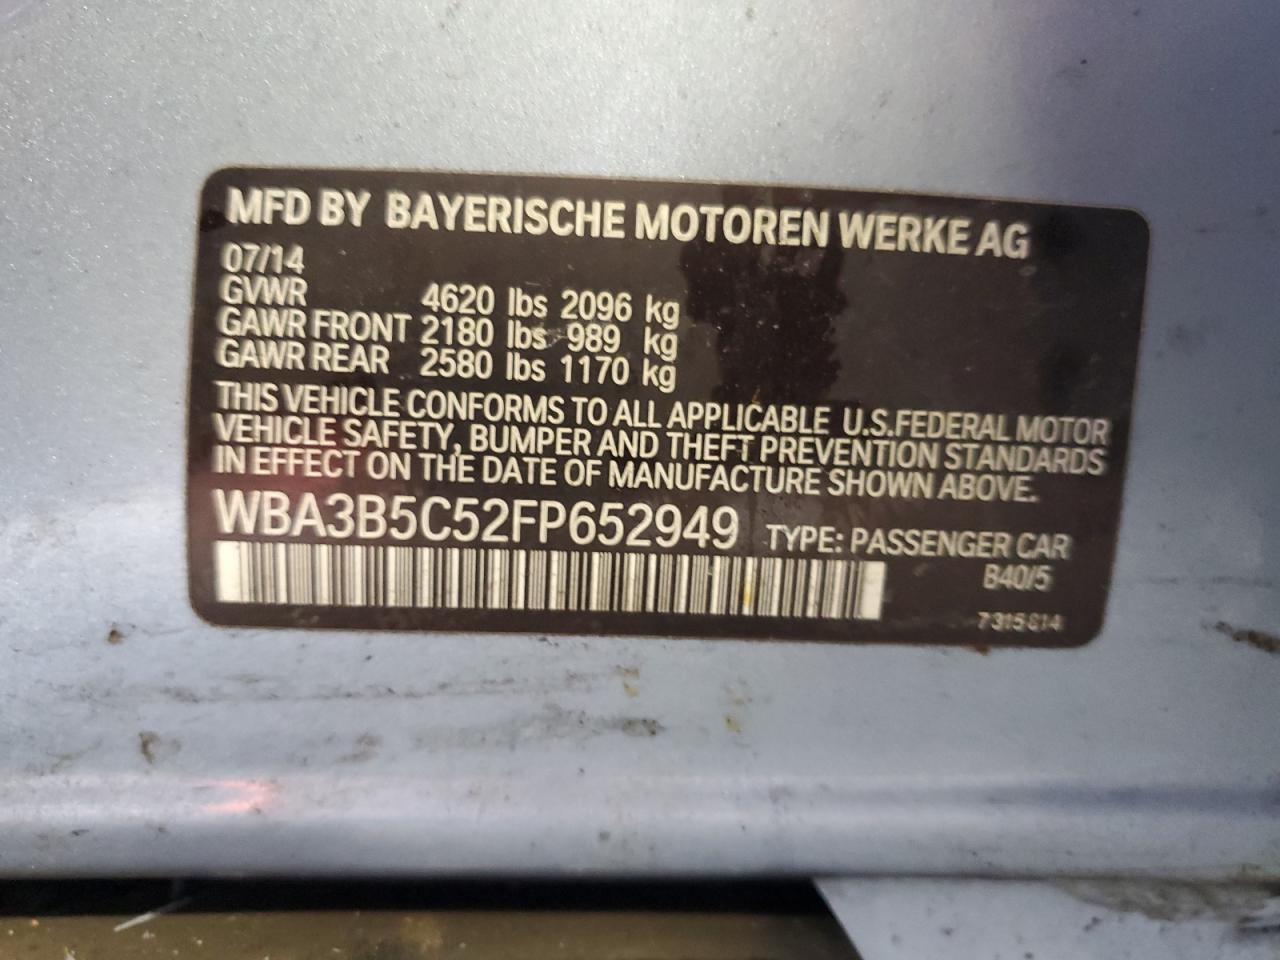 MFD BY BAYERISCHE MOTOREN WERKE AG
07/14
GVWR 4620 lbs 2096 kg
GAWR FRONT 2180 lbs 989 kg
GAWR REAR 2580 lbs 1170 kg
THIS VEHICLE CONFORMS TO ALL APPLICABLE U.S.FEDERAL MOTOR
VEHICLE SAFETY, BUMPER AND THEFT PREVENTION STANDARDS
IN EFFECT ON THE DATE OF MANUFACTURE SHOWN ABOVE.
WBA3B5C52FP652949 TYPE: PASSENGER CAR
B40/5
7315814